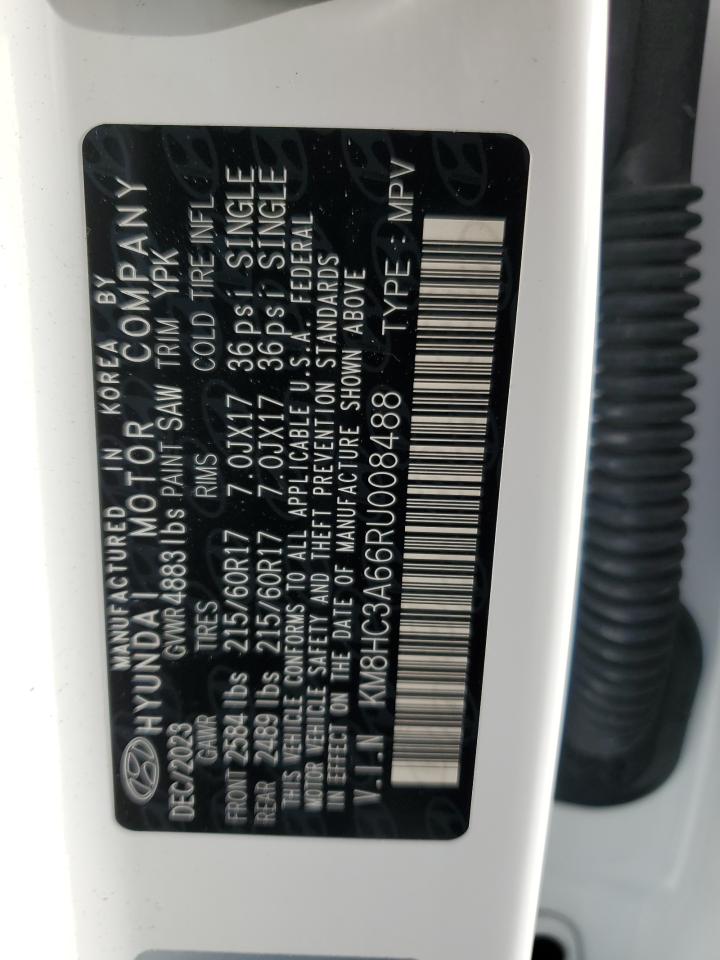 MANUFACTURED IN KOREA BY
HYUNDAI MOTOR COMPANY
DEC/2023 GVWR 4883 lbs PAINT SAW TRIM YPK
GAWR TIRES RIMS COLD TIRE INFL
FRONT 2584 lbs 215/60R17 7.0JX17 36psi SINGLE
REAR 2489 lbs 215/60R17 7.0JX17 36psi SINGLE
THIS VEHICLE CONFORMS TO ALL APPLICABLE U.S.A. FEDERAL
MOTOR VEHICLE SAFETY AND THEFT PREVENTION STANDARDS
IN EFFECT ON THE DATE OF MANUFACTURE SHOWN ABOVE
V.I.N KM8HC3A66RU008488 TYPE : MPV